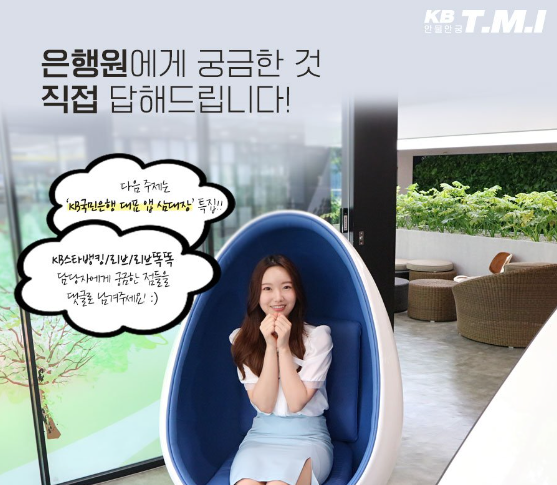 KB T.M.I
은행원에게 궁금한 것
직접 답해드립니다!
다음 주제는
'KB국민은행 대표 앱 삼대장' 특집!!
KB스타뱅킹/리브/리브똑똑
담당자에게 궁금한 점들을
댓글로 남겨주세요! :)